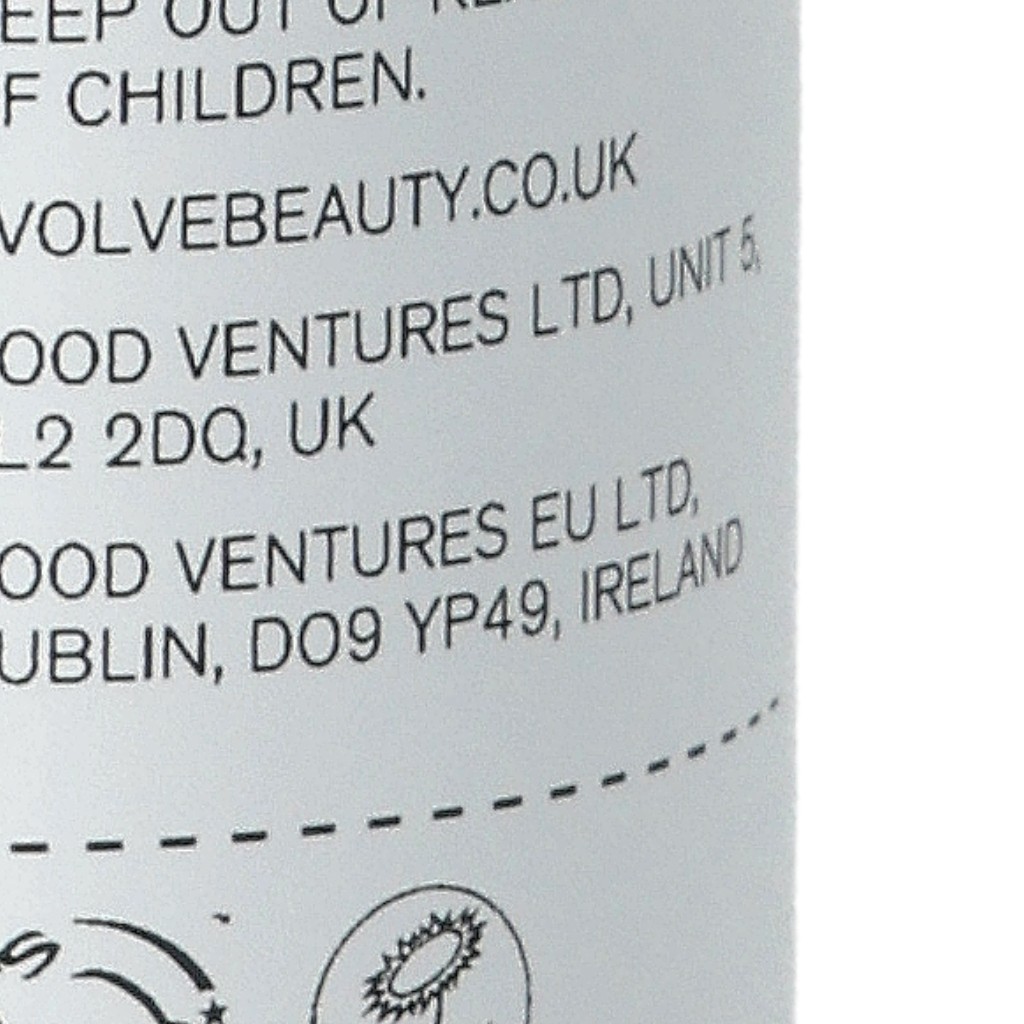 EEP OUT OF
F CHILDREN.
VOLVEBEAUTY.CO.UK
OOD VENTURES LTD, UNIT 5,
L2 2DQ, UK
OOD VENTURES EU LTD,
UBLIN, DO9 YP49, IRELAND
S